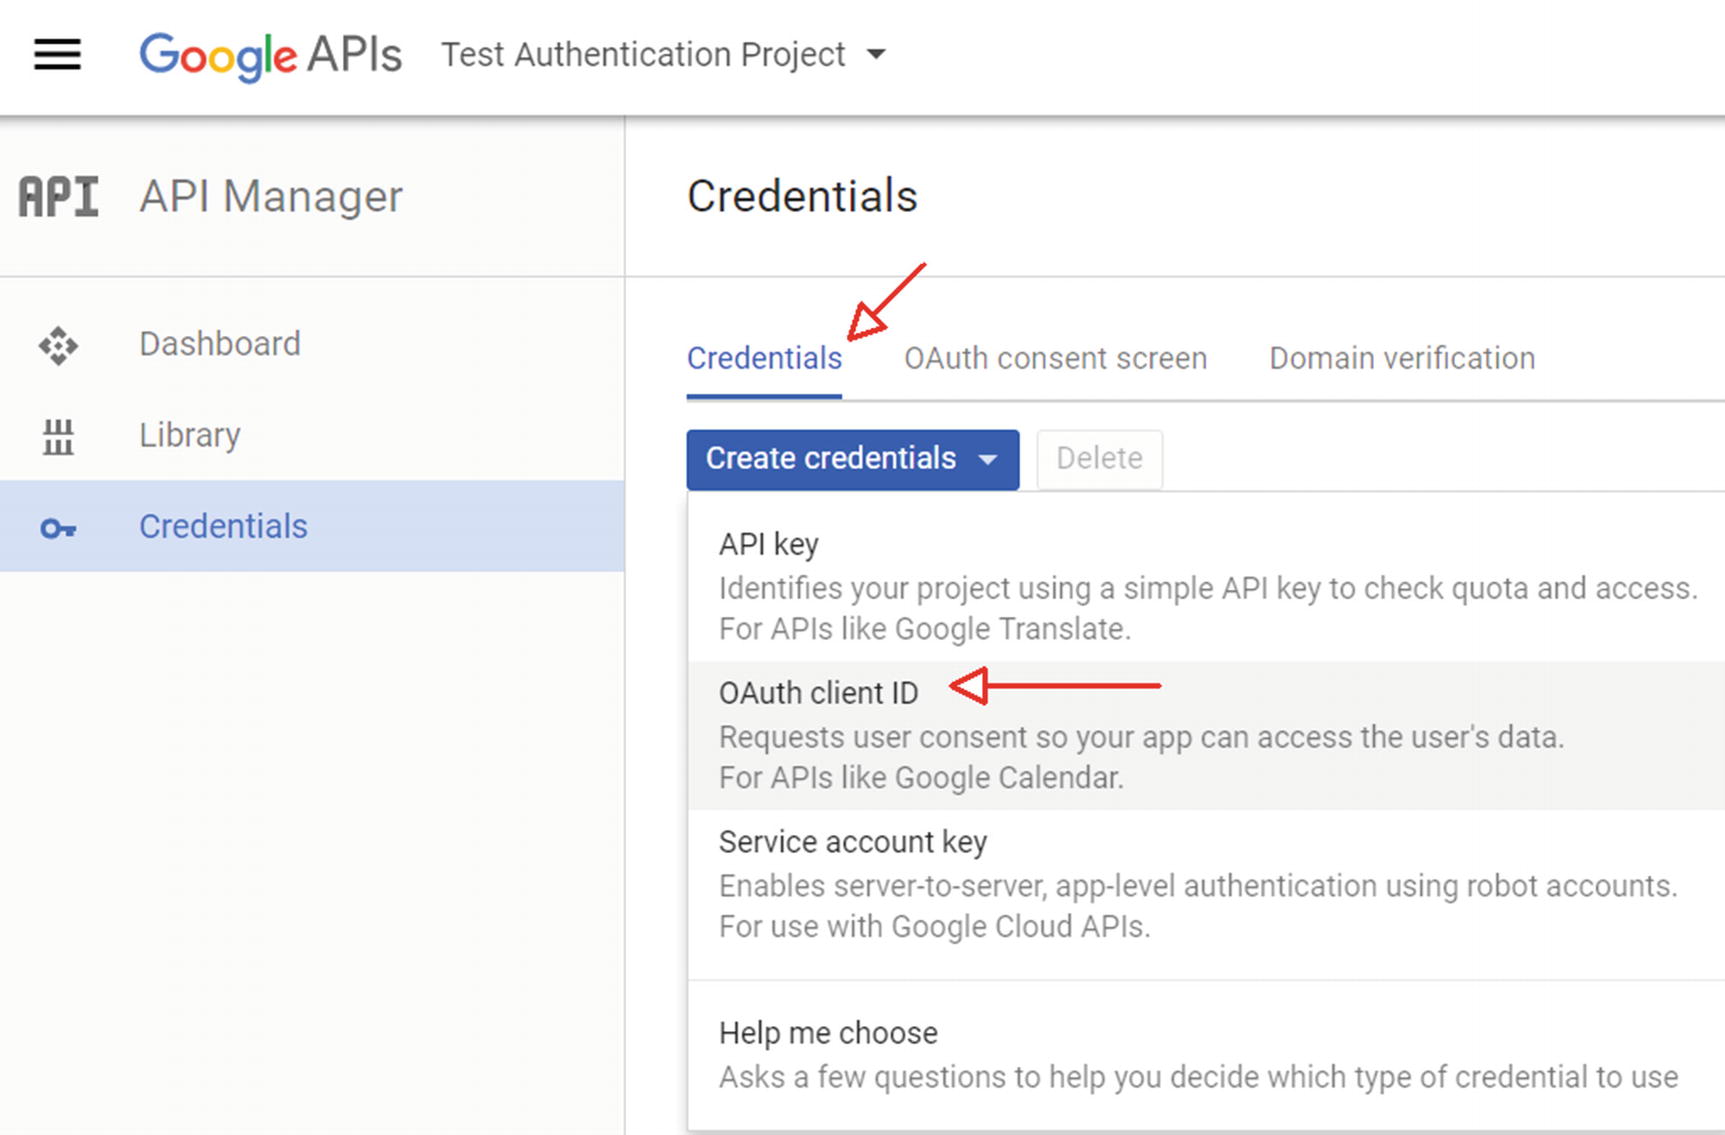 Google APIs Test Authentication Project
API API Manager
Credentials
Dashboard
Library
Credentials
Credentials OAuth consent screen Domain verification
Create credentials Delete
API key
Identifies your project using a simple API key to check quota and access.
For APIs like Google Translate.
OAuth client ID
Requests user consent so your app can access the user's data.
For APIs like Google Calendar.
Service account key
Enables server-to-server, app-level authentication using robot accounts.
For use with Google Cloud APIs.
Help me choose
Asks a few questions to help you decide which type of credential to use